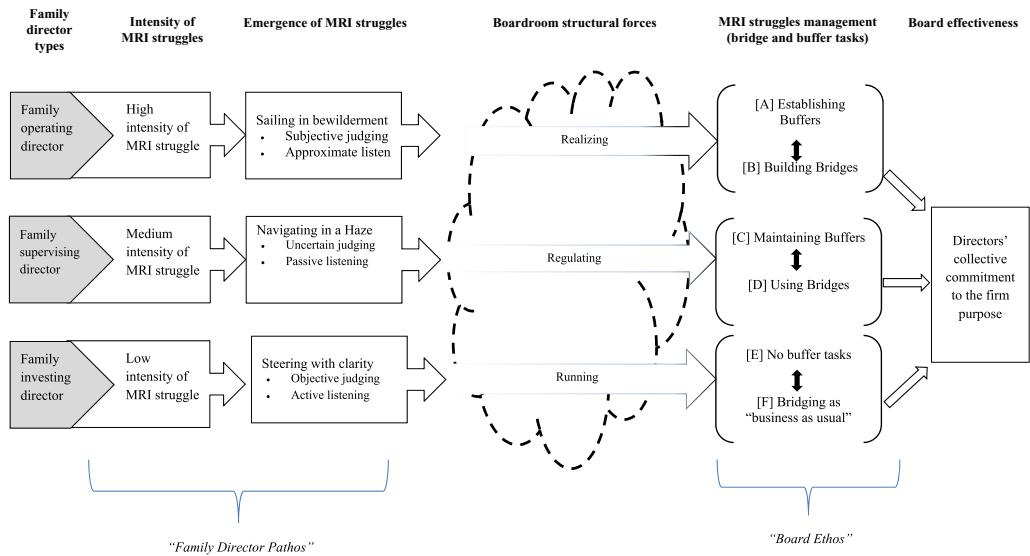 Family
director
types
Intensity of
MRI struggles
Emergence of MRI struggles
Boardroom structural forces
MRI struggles management
(bridge and buffer tasks)
Board effectiveness
Family
operating
director
High
intensity of
MRI struggle
Sailing in bewilderment
• Subjective judging
• Approximate listen
Realizing
[A] Establishing
Buffers
[B] Building Bridges
Family
supervising
director
Medium
intensity of
MRI struggle
Navigating in a Haze
• Uncertain judging
• Passive listening
Regulating
[C] Maintaining Buffers
[D] Using Bridges
Directors’
collective
commitment
to the firm
purpose
Family
investing
director
Low
intensity of
MRI struggle
Steering with clarity
• Objective judging
• Active listening
Running
[E] No buffer tasks
[F] Bridging as
“business as usual”
“Family Director Pathos”
“Board Ethos”